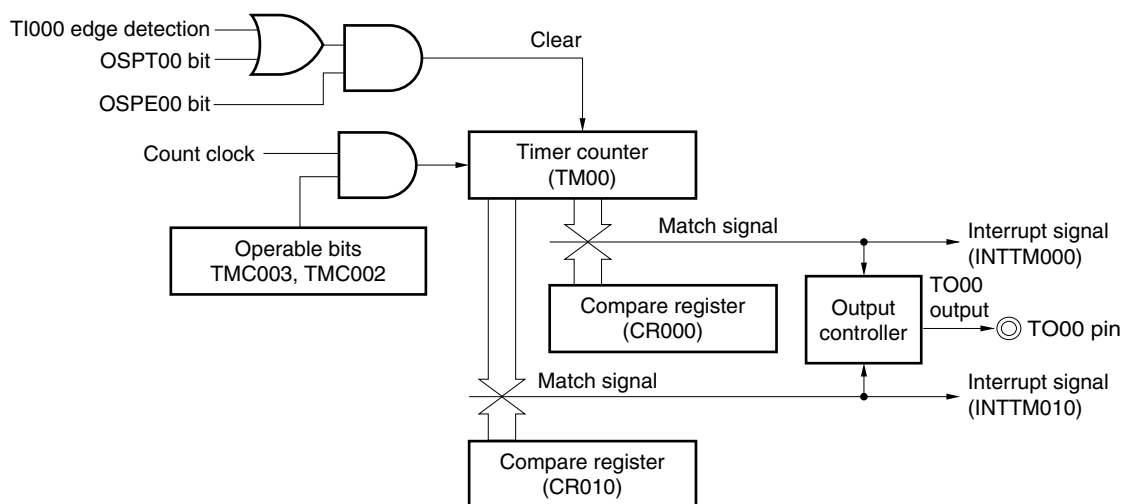 TI000 edge detection
OSPT00 bit
OSPE00 bit
Clear
Count clock
Timer counter
(TM00)
Operable bits
TMC003, TMC002
Match signal
Interrupt signal
(INTTM000)
Compare register
(CR000)
Output
controller
TO00
output
TO00 pin
Match signal
Interrupt signal
(INTTM010)
Compare register
(CR010)